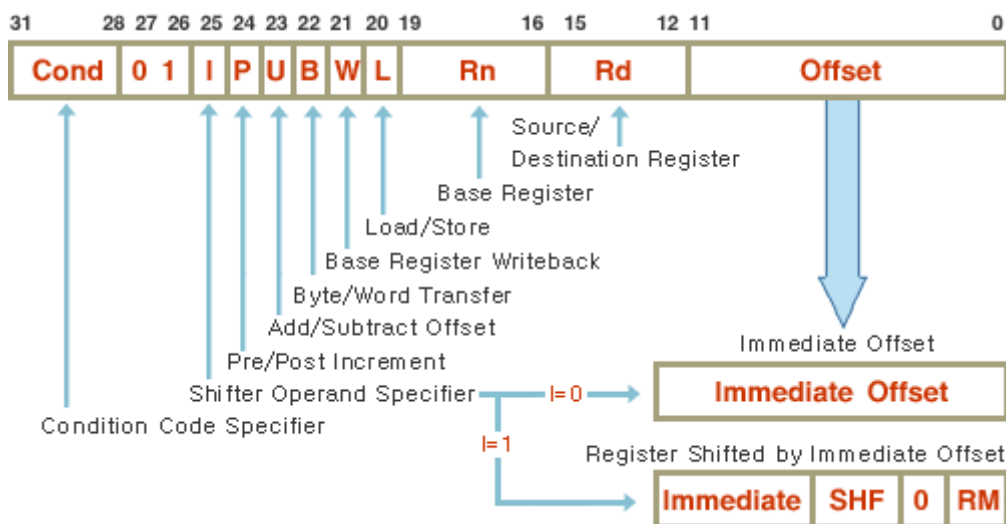 31 28 27 26 25 24 23 22 21 20 19 16 15 12 11 0
Cond 0 1 I P U B W L Rn Rd Offset
Source/
Destination Register
Base Register
Load/Store
Base Register Writeback
Byte/Word Transfer
Add/Subtract Offset
Immediate Offset
Pre/Post Increment
Shifter Operand Specifier I=0 Immediate Offset
Condition Code Specifier
I=1
Register Shifted by Immediate Offset
Immediate SHF 0 RM